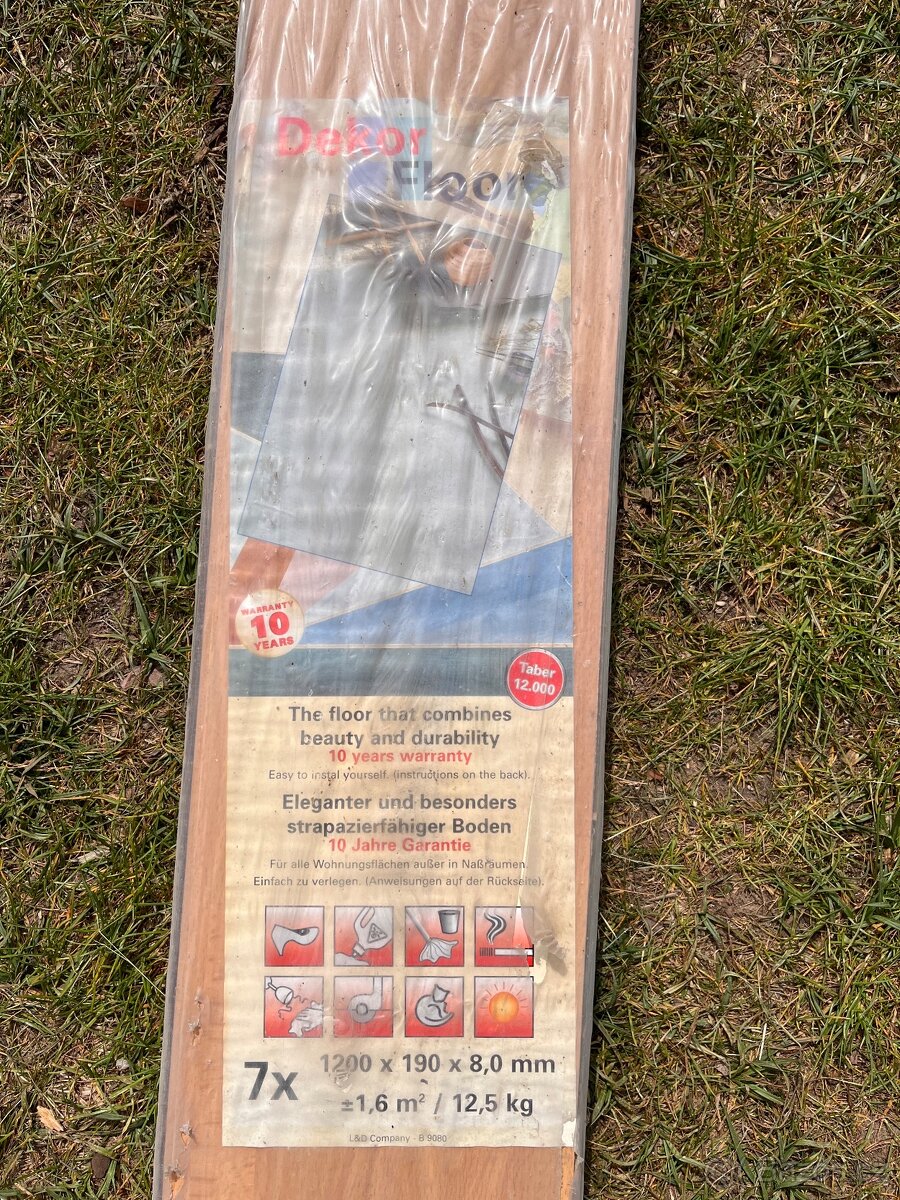 Dekor
Floor
WARRANTY
10
YEARS
Taber
12.000
The floor that combines
beauty and durability
10 years warranty
Easy to instal yourself. (instructions on the back).
Eleganter und besonders
strapazierfähiger Boden
10 Jahre Garantie
Für alle Wohnungsflächen außer in Naßräumen.
Einfach zu verlegen. (Anweisungen auf der Rückseite).
7x
1200 x 190 x 8,0 mm
±1,6 m² / 12,5 kg
L&D Company - B 9080